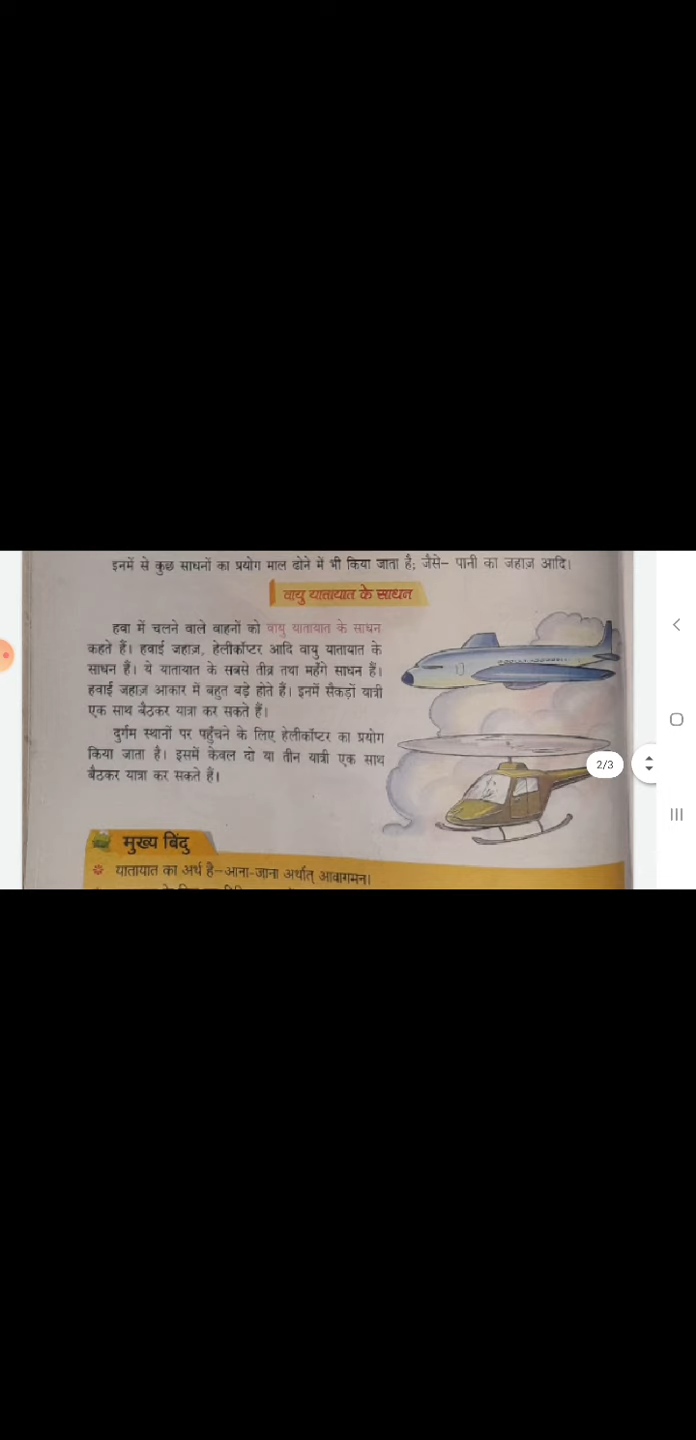 इनमें से कुछ साधनों का प्रयोग माल ढोने में भी किया जाता है; जैसे– पानी का जहाज़ आदि।
वायु यातायात के साधन
हवा में चलने वाले वाहनों को वायु यातायात के साधन
कहते हैं। हवाई जहाज़, हेलीकॉप्टर आदि वायु यातायात के
साधन हैं। ये यातायात के सबसे तीव्र तथा महँगे साधन हैं।
हवाई जहाज़ आकार में बहुत बड़े होते हैं। इनमें सैकड़ों यात्री
एक साथ बैठकर यात्रा कर सकते हैं।
दुर्गम स्थानों पर पहुँचने के लिए हेलीकॉप्टर का प्रयोग
किया जाता है। इसमें केवल दो या तीन यात्री एक साथ
बैठकर यात्रा कर सकते हैं।
2/3
मुख्य बिंदु
यातायात का अर्थ है–आना-जाना अर्थात् आवागमन।